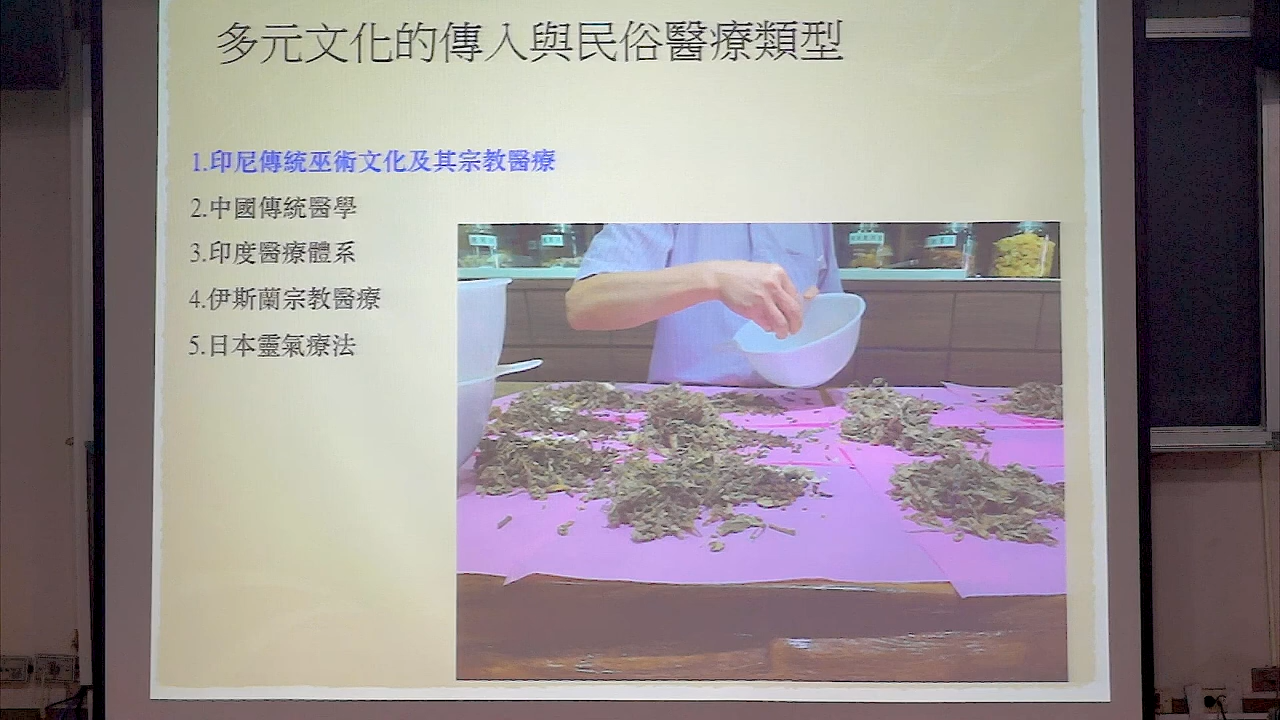 多元文化的傳入與民俗醫療類型
1.印尼傳統巫術文化及其宗教醫療
2.中國傳統醫學
3.印度醫療體系
4.伊斯蘭宗教醫療
5.日本靈氣療法